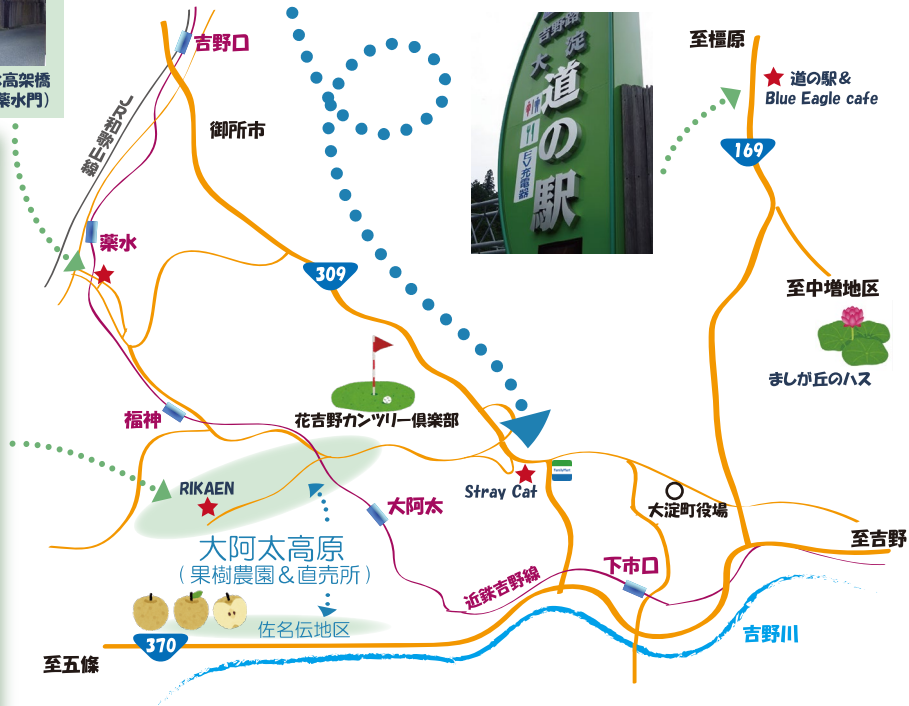 高架橋
薬水門）
吉野口
JR和歌山線
御所市
吉野路
大淀
道の駅
EV充電器
至橿原
道の駅＆
Blue Eagle cafe
169
薬水
309
至中増地区
ましが丘のハス
花吉野カンツリー倶楽部
福神
RIKAEN
Stray Cat
FamilyMart
大阿太
大淀町役場
至吉野
大阿太高原
（果樹農園＆直売所）
近鉄吉野線
下市口
佐名伝地区
吉野川
370
至五條